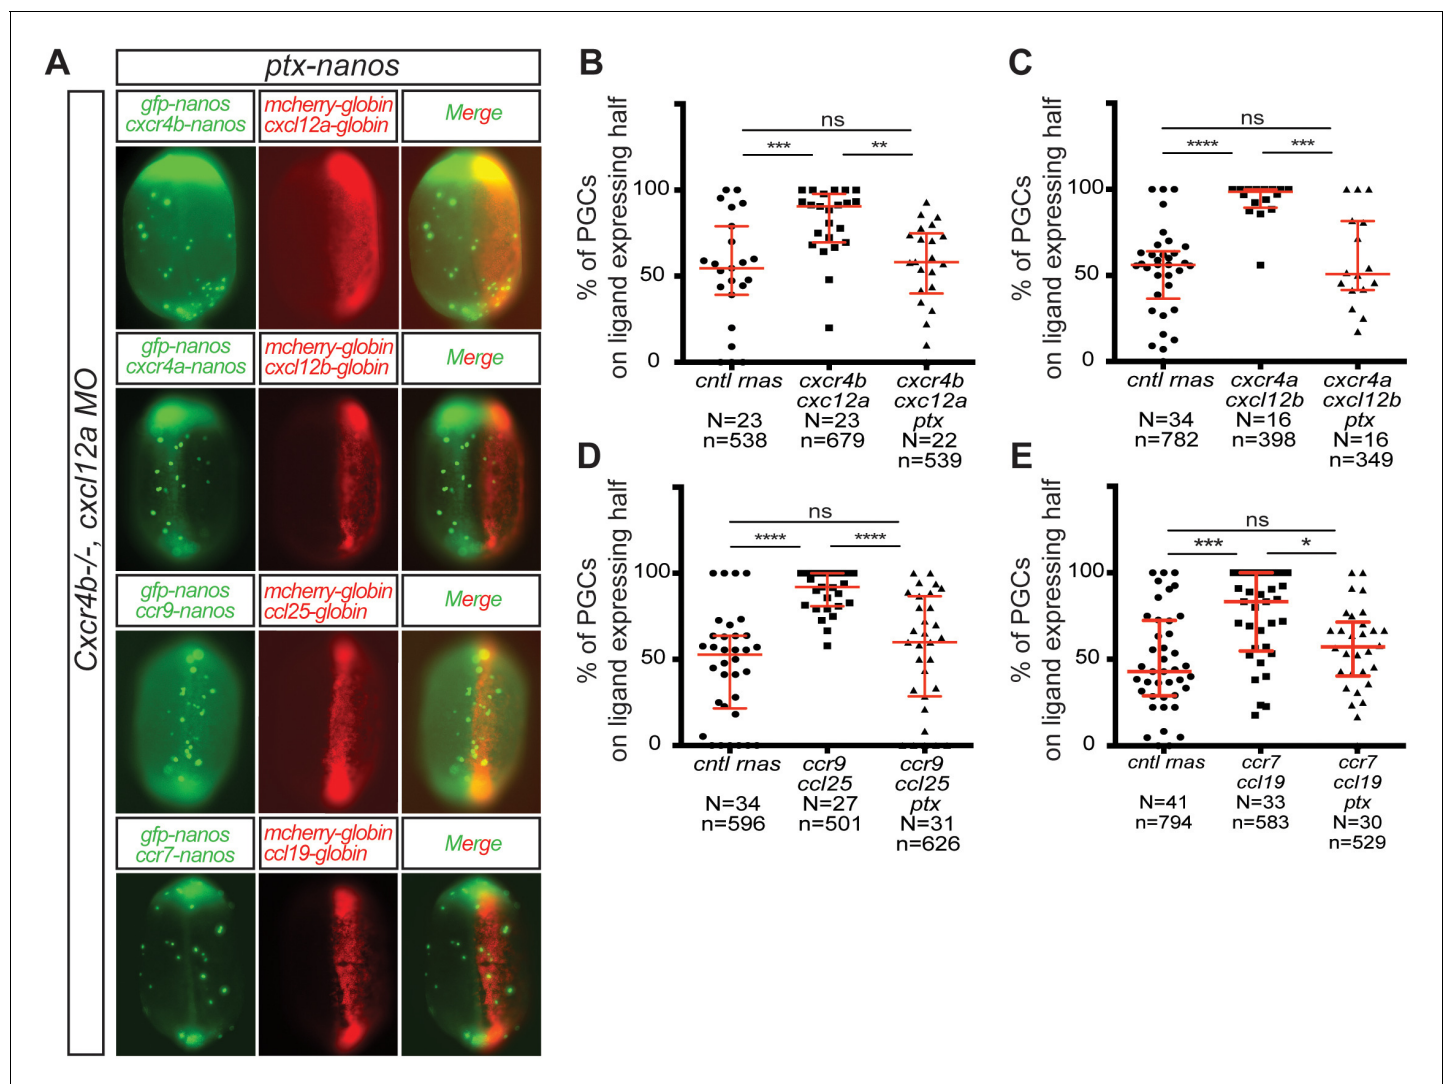 A
ptx-nanos
Cxcr4b-/-, cxcl12a MO
gfp-nanos
cxcr4b-nanos
mcherry-globin
cxcl12a-globin
Merge
gfp-nanos
cxcr4a-nanos
mcherry-globin
cxcl12b-globin
Merge
gfp-nanos
ccr9-nanos
mcherry-globin
ccl25-globin
Merge
gfp-nanos
ccr7-nanos
mcherry-globin
ccl19-globin
Merge
B
% of PGCs
on ligand expressing half
100
50
0
ns
***
**
cntl rnas
N=23
n=538
cxcr4b
cxc12a
N=23
n=679
cxcr4b
cxc12a
ptx
N=22
n=539
C
% of PGCs
on ligand expressing half
100
50
0
ns
****
***
cntl rnas
N=34
n=782
cxcr4a
cxcl12b
N=16
n=398
cxcr4a
cxcl12b
ptx
N=16
n=349
D
% of PGCs
on ligand expressing half
100
50
0
ns
****
****
cntl rnas
N=34
n=596
ccr9
ccl25
N=27
n=501
ccr9
ccl25
ptx
N=31
n=626
E
% of PGCs
on ligand expressing half
100
50
0
ns
***
*
cntl rnas
N=41
n=794
ccr7
ccl19
N=33
n=583
ccr7
ccl19
ptx
N=30
n=529